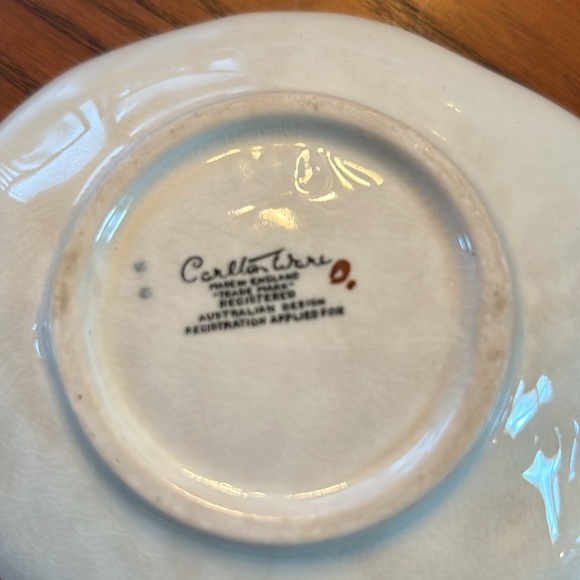 Carlton Ware
MADE IN ENGLAND
"TRADE MARK"
REGISTERED
AUSTRALIAN DESIGN
REGISTRATION APPLIED FOR